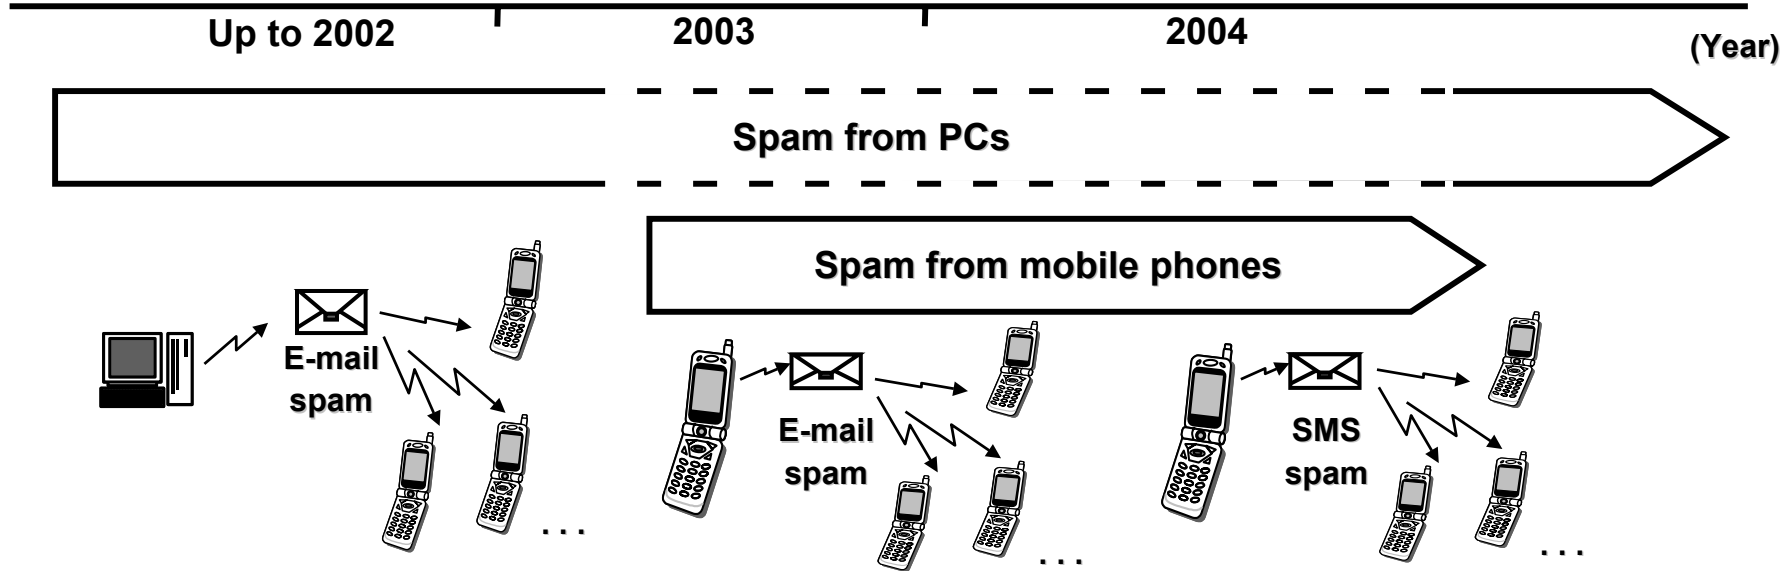 Up to 2002
2003
2004
(Year)
Spam from PCs
Spam from mobile phones
E-mail
spam
. . .
E-mail
spam
. . .
SMS
spam
. . .